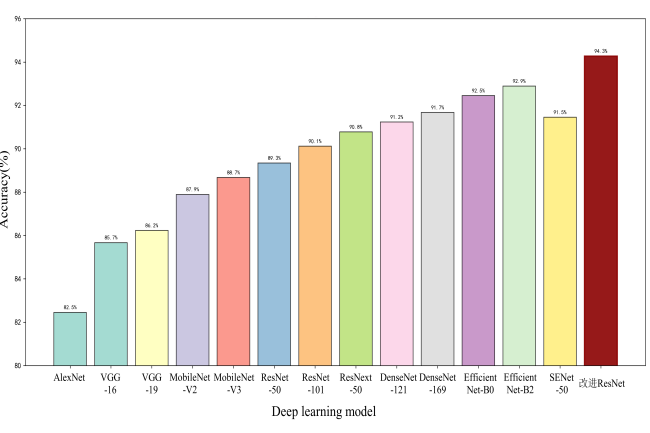 96
94
92
90
88
86
84
82
80
Accuracy(%)
82.5%
85.7%
86.2%
87.9%
88.7%
89.3%
90.1%
90.8%
91.2%
91.7%
92.5%
92.9%
91.5%
94.3%
AlexNet
VGG
-16
VGG
-19
MobileNet
-V2
MobileNet
-V3
ResNet
-50
ResNet
-101
ResNext
-50
DenseNet
-121
DenseNet
-169
Efficient
Net-B0
Efficient
Net-B2
SENet
-50
改进ResNet
Deep learning model